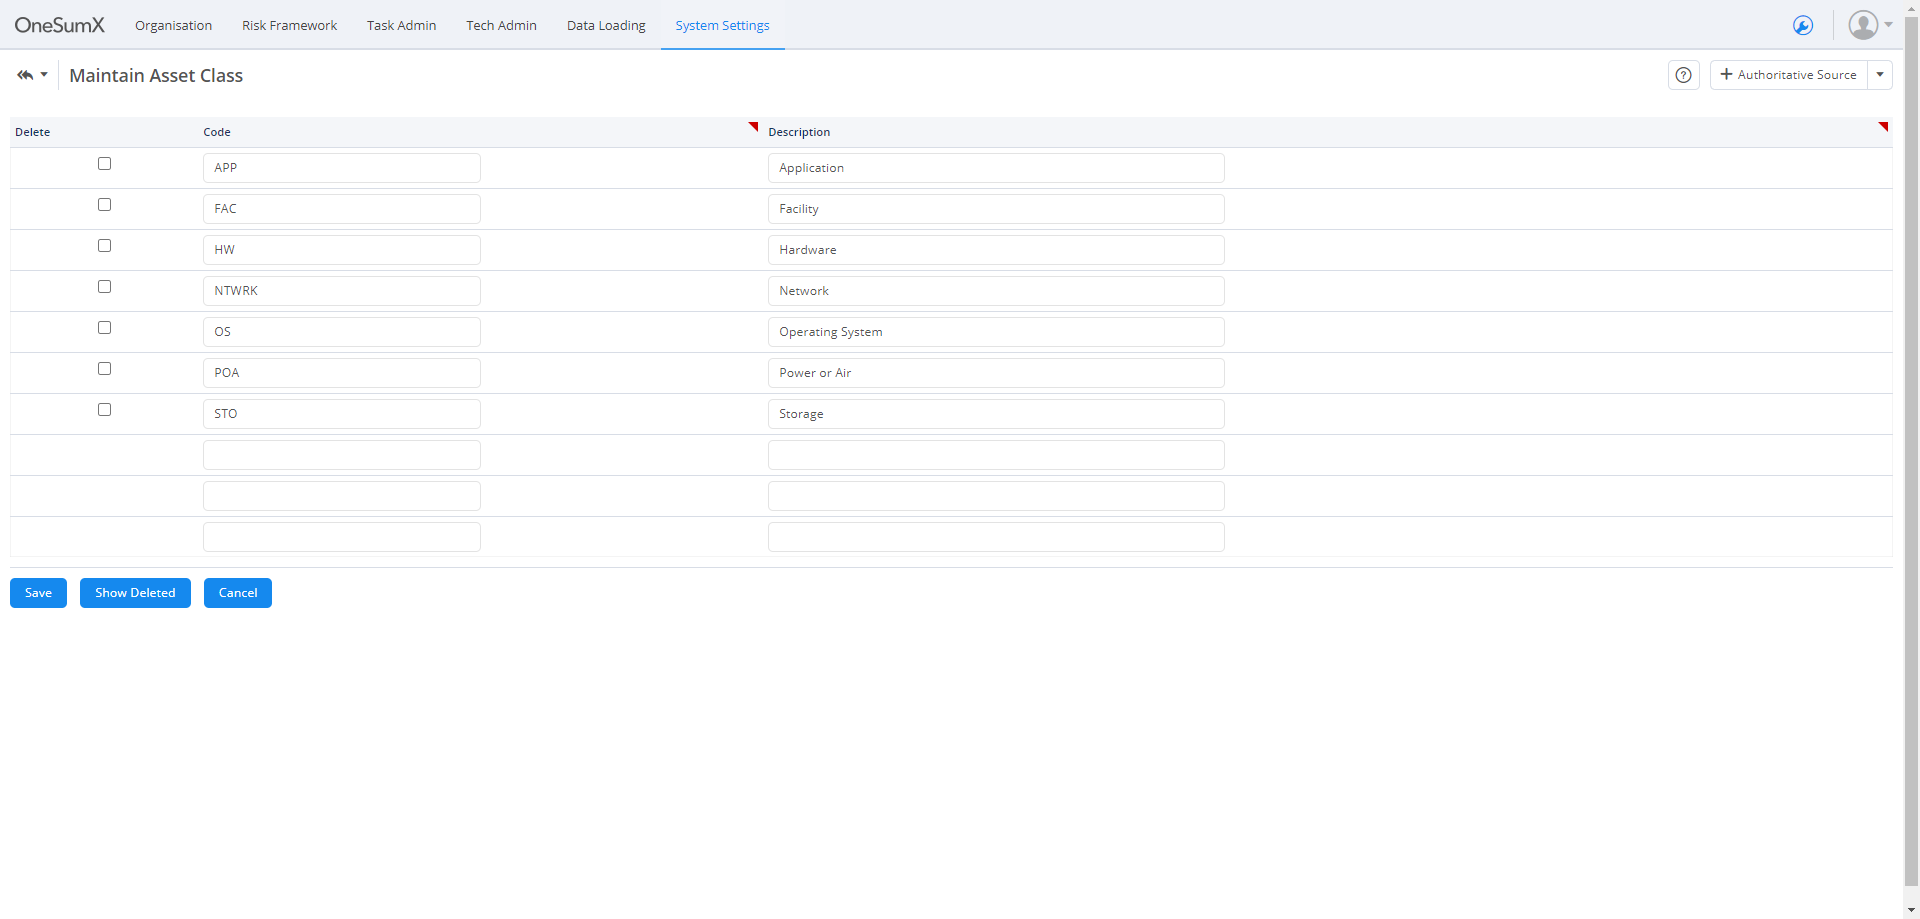 OneSumX Organisation Risk Framework Task Admin Tech Admin Data Loading System Settings
Maintain Asset Class ? + Authoritative Source
Delete Code Description
APP Application
FAC Facility
HW Hardware
NTWRK Network
OS Operating System
POA Power or Air
STO Storage
Save Show Deleted Cancel